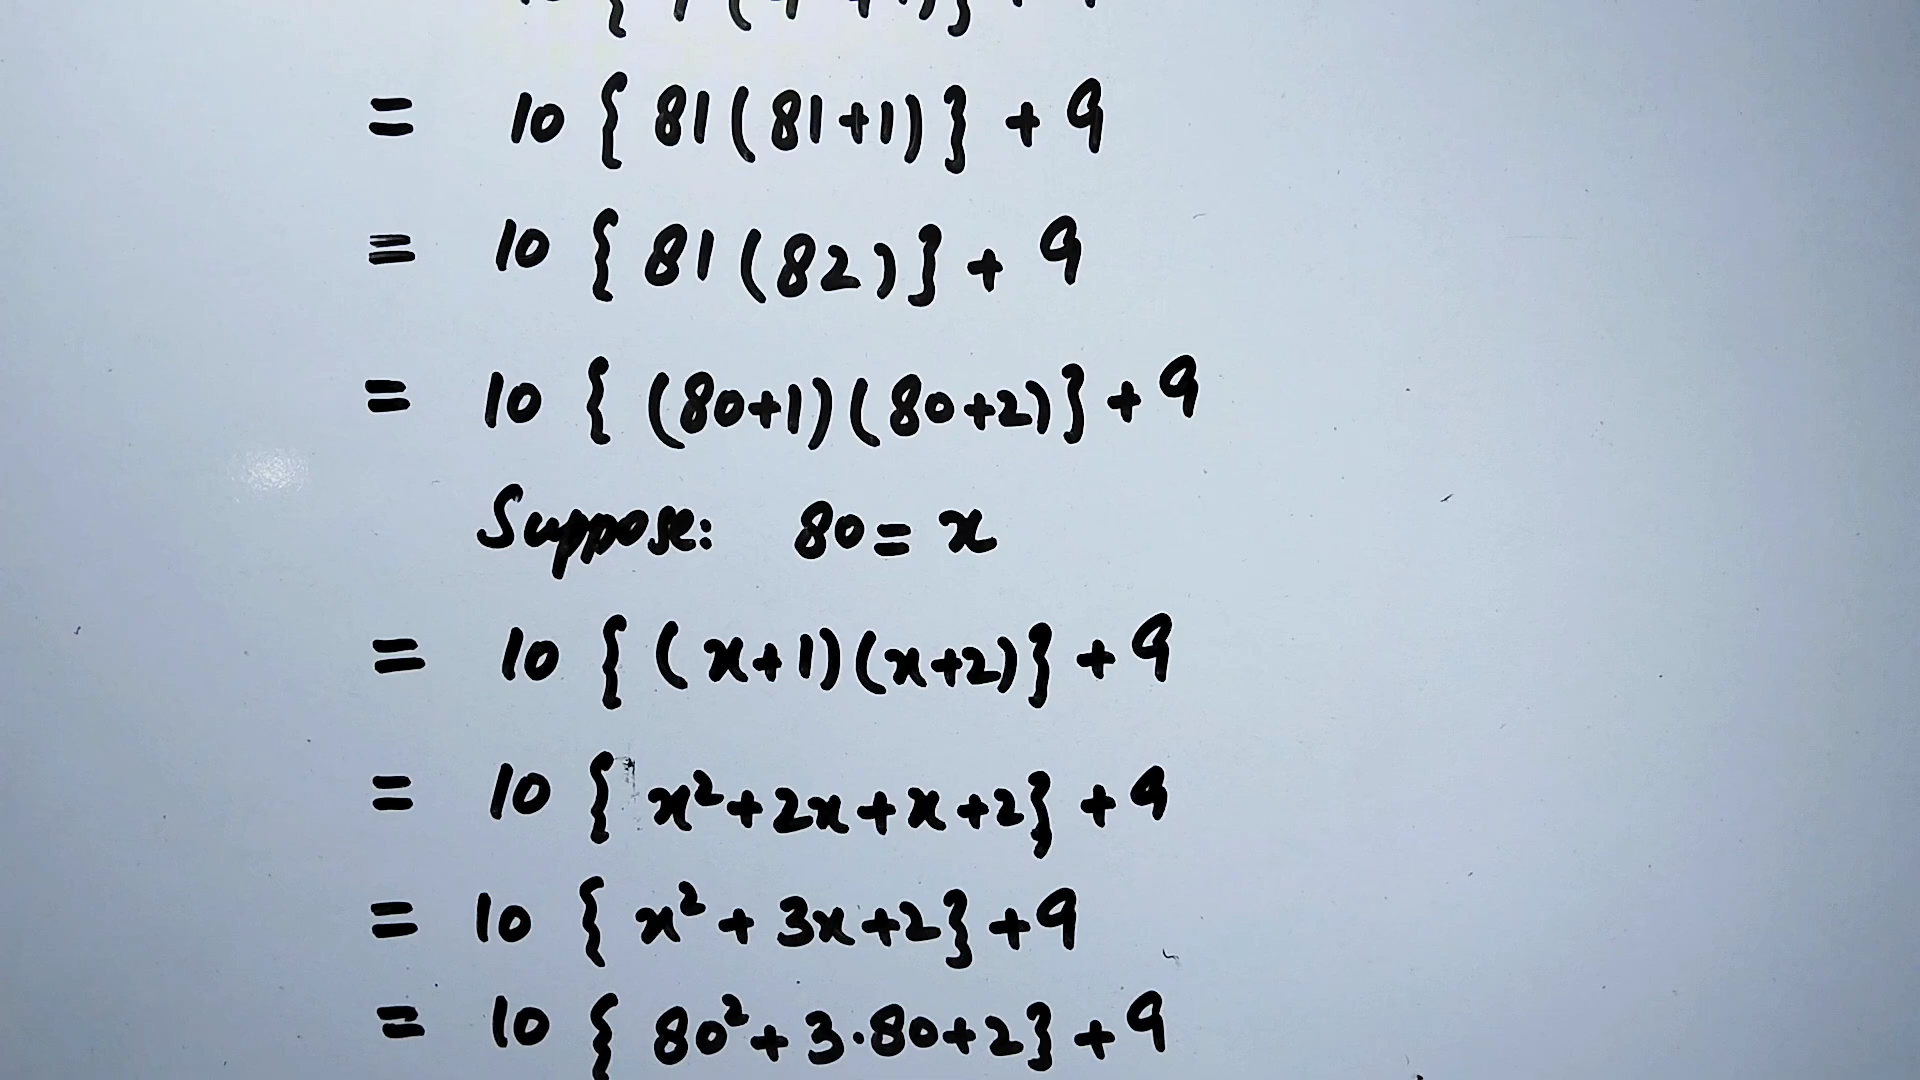 = 10 { 81 (81+1)} + 9
= 10 { 81 (82)} + 9
= 10 { (80+1)(80+2)} + 9
Suppose: 80 = x
= 10 { (x+1)(x+2)} + 9
= 10 { x²+2x+x+2} + 9
= 10 { x² + 3x+2} + 9
= 10 { 80²+3·80+2} + 9